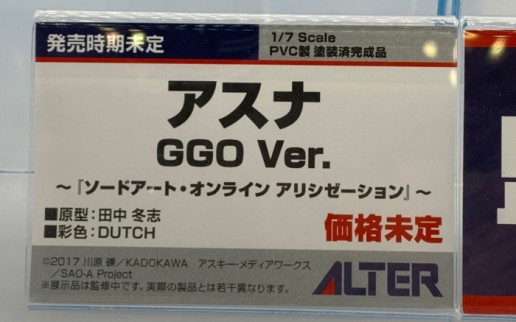 発売時期未定
1/7 Scale
PVC製 塗装済完成品
アスナ
GGO Ver.
～『ソードアート・オンライン アリシゼーション』～
■原型:田中 冬志
■彩色:DUTCH
価格未定
©2017 川原 礫／KADOKAWA アスキー・メディアワークス
／SAO-A Project
※展示品は監修中です。実際の製品とは若干異なります。
ALTER